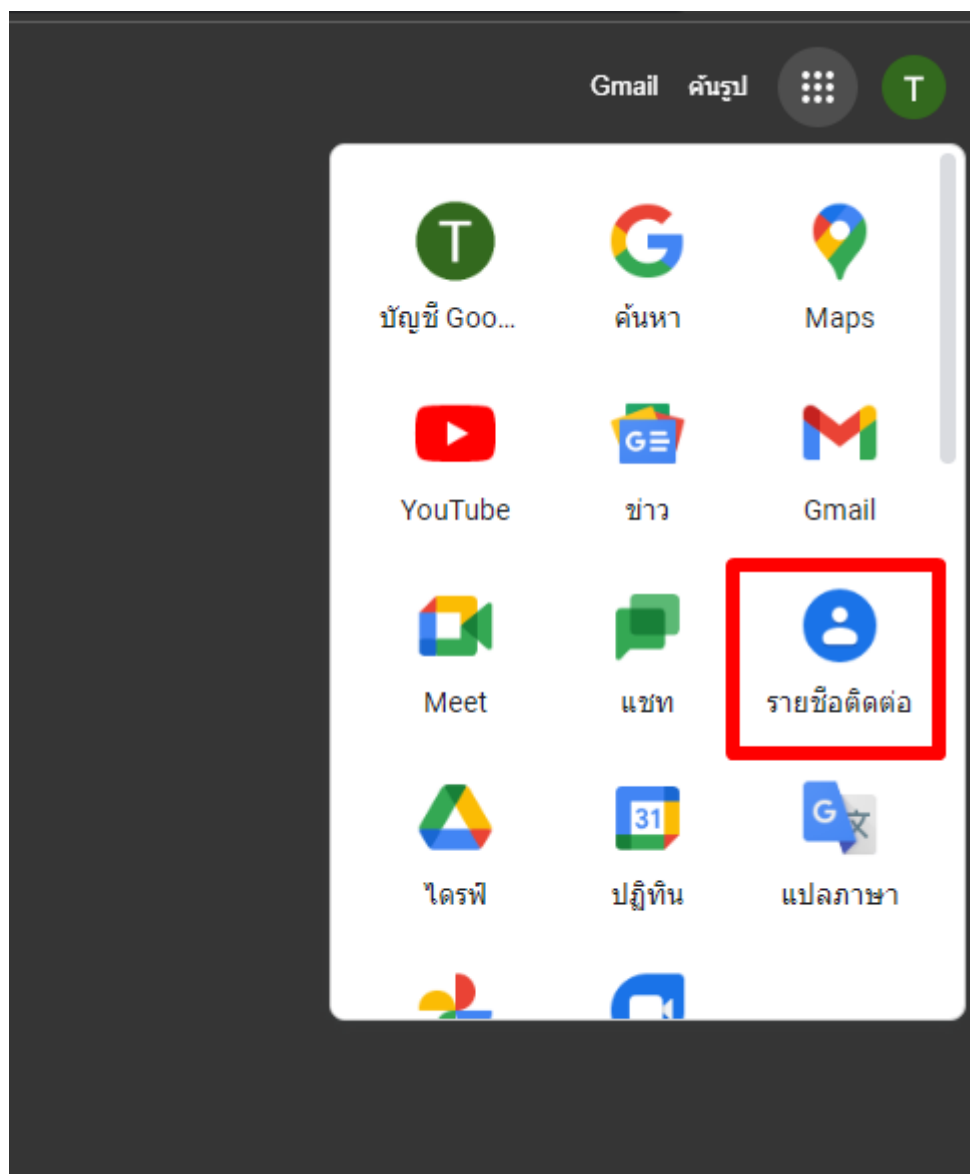 Gmail ค้นรูป T
T
บัญชี Goo... ค้นหา Maps
YouTube ข่าว Gmail
Meet แชท รายชื่อติดต่อ
31
ไดรฟ์ ปฏิทิน แปลภาษา